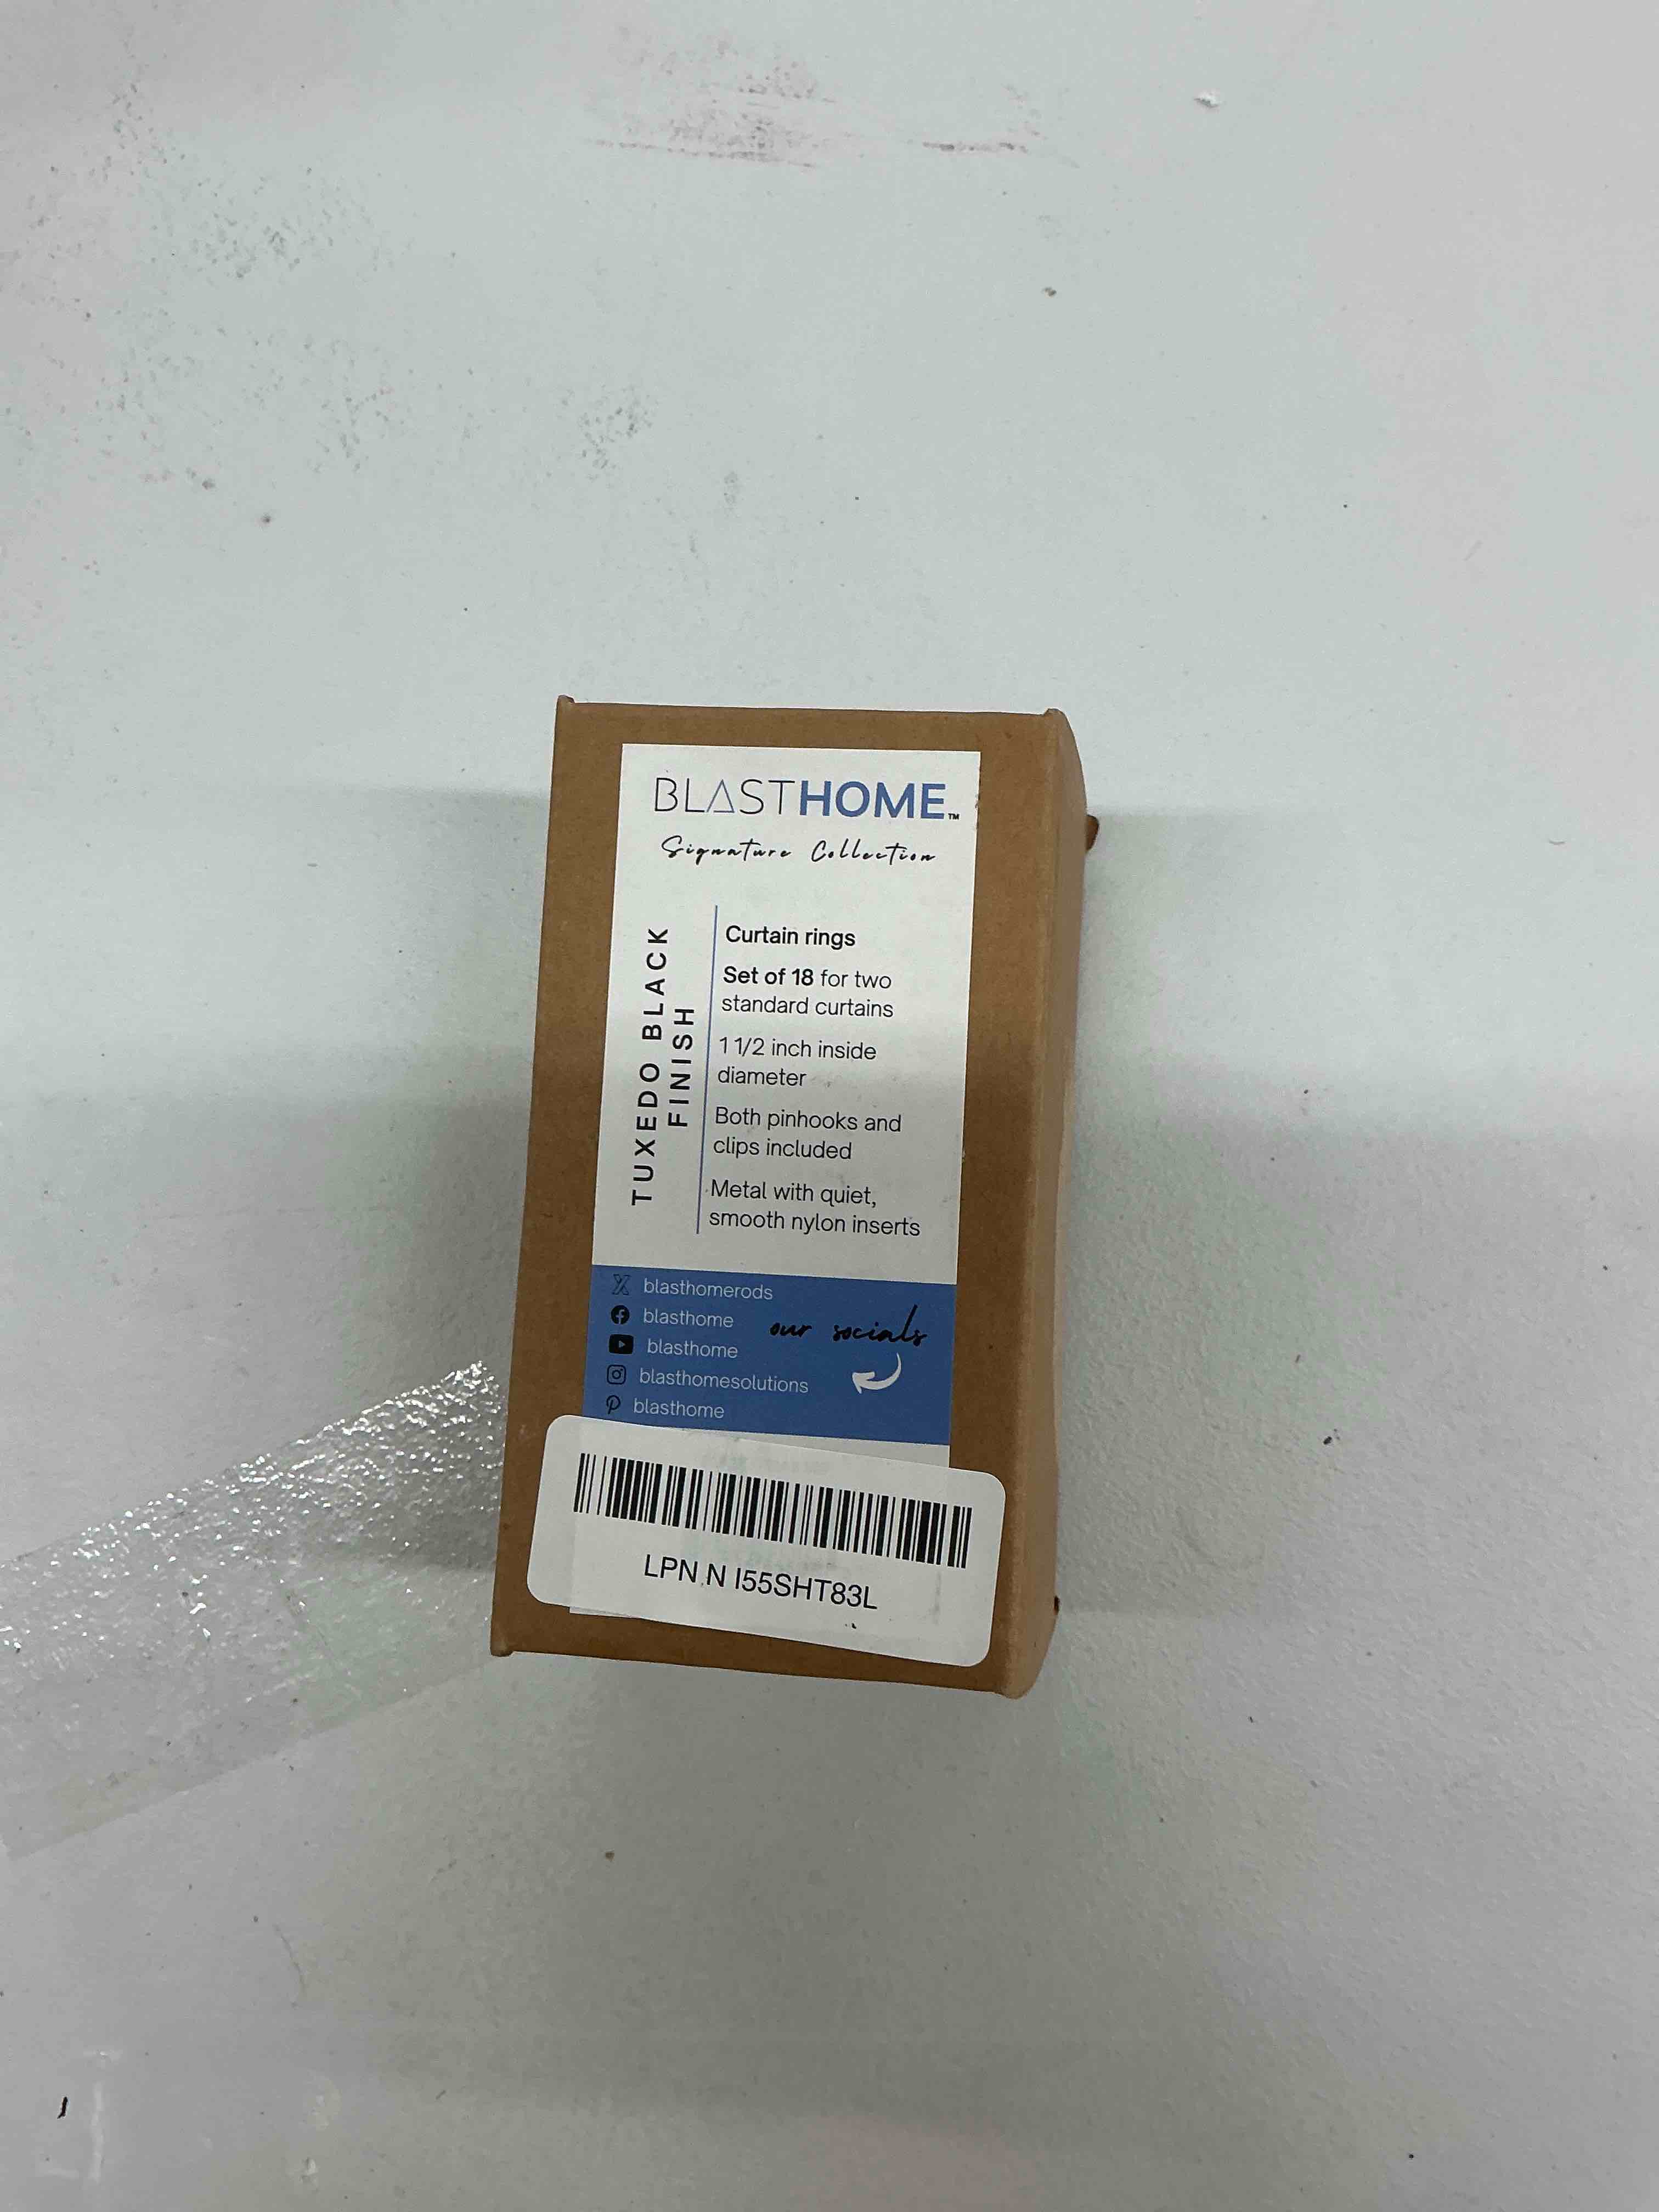 BLASTHOME™
Signature Collection
TUXEDO BLACK
FINISH
Curtain rings
Set of 18 for two
standard curtains
1 1/2 inch inside
diameter
Both pinhooks and
clips included
Metal with quiet,
smooth nylon inserts
blasthomerods
blasthome
blasthome
blasthomesolutions
blasthome
our socials
LPN N I55SHT83L